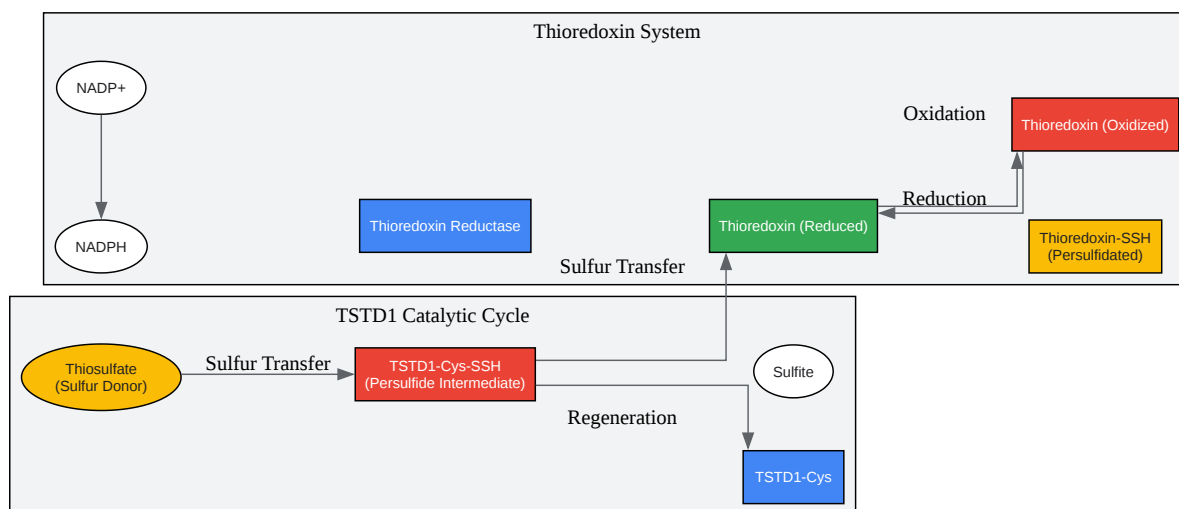 Thioredoxin System
NADP+
Oxidation
Thioredoxin (Oxidized)
Reduction
Thioredoxin Reductase
Thioredoxin (Reduced)
NADPH
Thioredoxin-SSH
(Persulfidated)
Sulfur Transfer
TSTD1 Catalytic Cycle
Thiosulfate
(Sulfur Donor)
Sulfur Transfer
TSTD1-Cys-SSH
(Persulfide Intermediate)
Sulfite
Regeneration
TSTD1-Cys